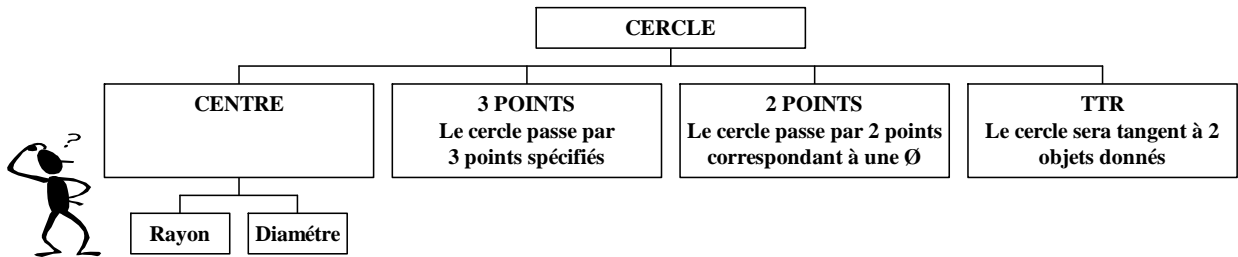 CERCLE
CENTRE
3 POINTS
Le cercle passe par
3 points spécifiés
2 POINTS
Le cercle passe par 2 points
correspondant à une Ø
TTR
Le cercle sera tangent à 2
objets donnés
?
Rayon
Diamétre